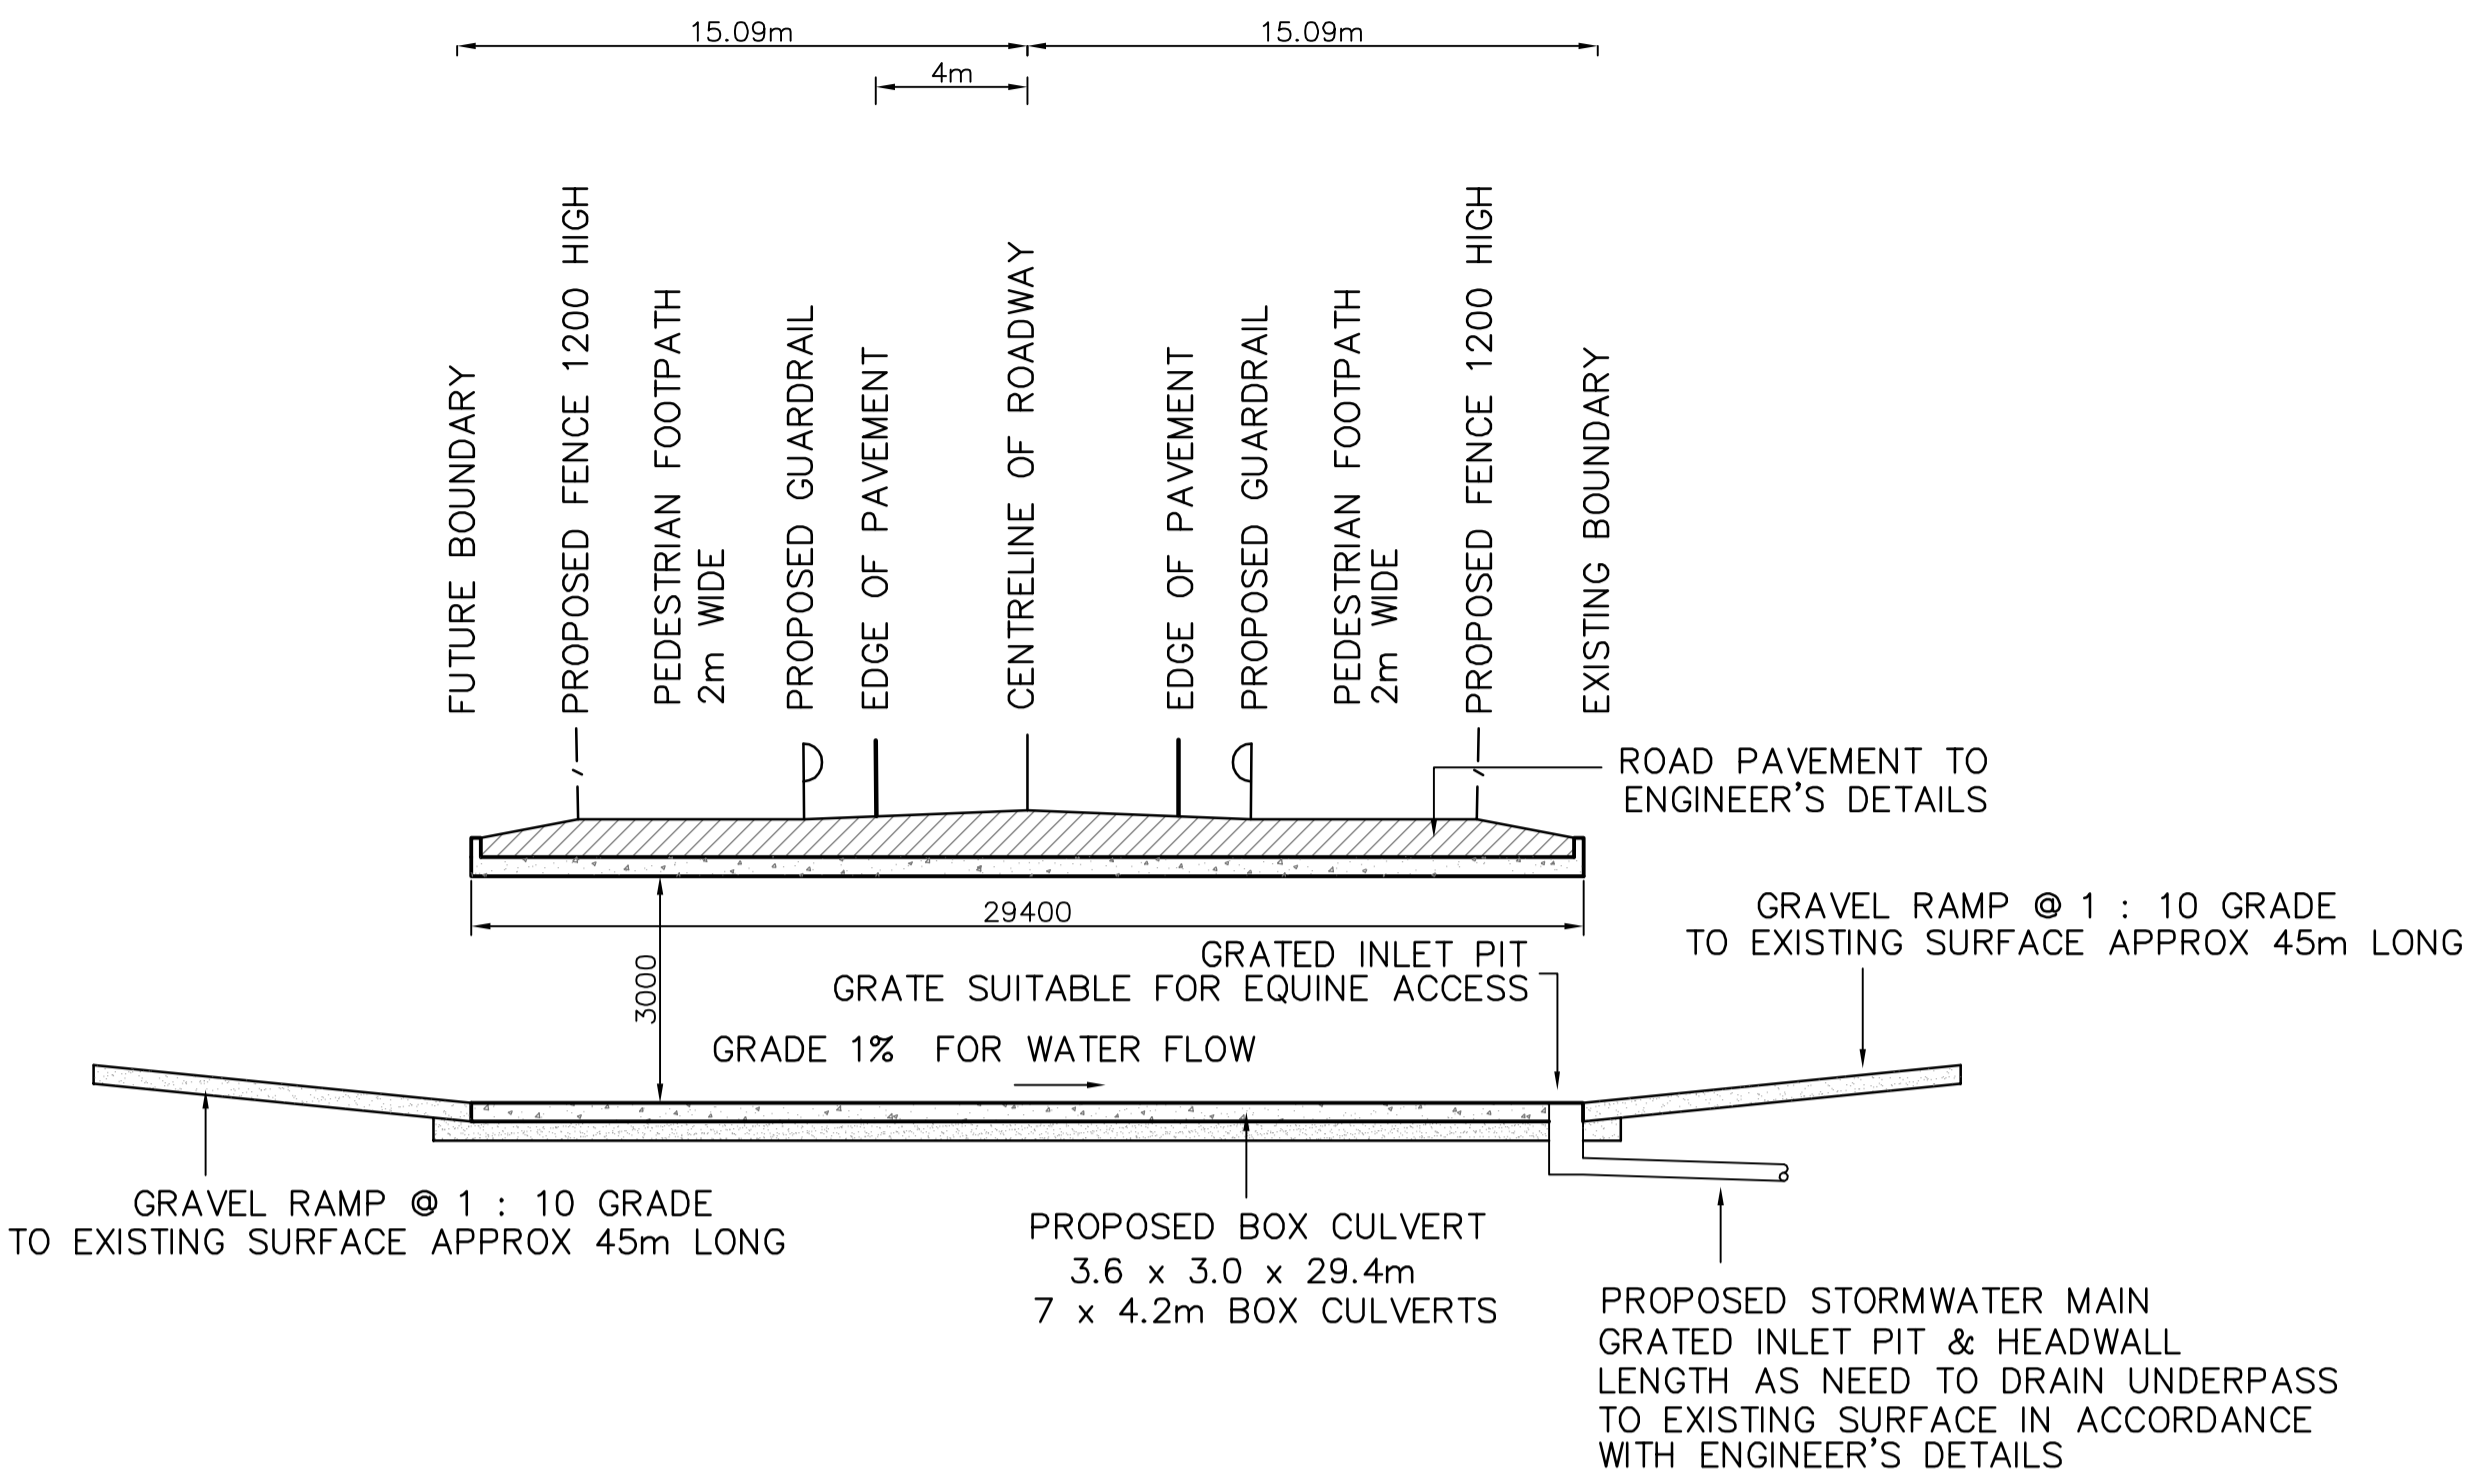 15.09m
15.09m
4m
FUTURE BOUNDARY
PROPOSED FENCE 1200 HIGH
PEDESTRIAN FOOTPATH
2m WIDE
PROPOSED GUARDRAIL
EDGE OF PAVEMENT
CENTRELINE OF ROADWAY
EDGE OF PAVEMENT
PROPOSED GUARDRAIL
PEDESTRIAN FOOTPATH
2m WIDE
PROPOSED FENCE 1200 HIGH
EXISTING BOUNDARY
ROAD PAVEMENT TO
ENGINEER'S DETAILS
29400
3000
GRAVEL RAMP @ 1 : 10 GRADE
TO EXISTING SURFACE APPROX 45m LONG
GRATED INLET PIT
GRATE SUITABLE FOR EQUINE ACCESS
GRADE 1% FOR WATER FLOW
GRAVEL RAMP @ 1 : 10 GRADE
TO EXISTING SURFACE APPROX 45m LONG
PROPOSED BOX CULVERT
3.6 x 3.0 x 29.4m
7 x 4.2m BOX CULVERTS
PROPOSED STORMWATER MAIN
GRATED INLET PIT & HEADWALL
LENGTH AS NEED TO DRAIN UNDERPASS
TO EXISTING SURFACE IN ACCORDANCE
WITH ENGINEER'S DETAILS